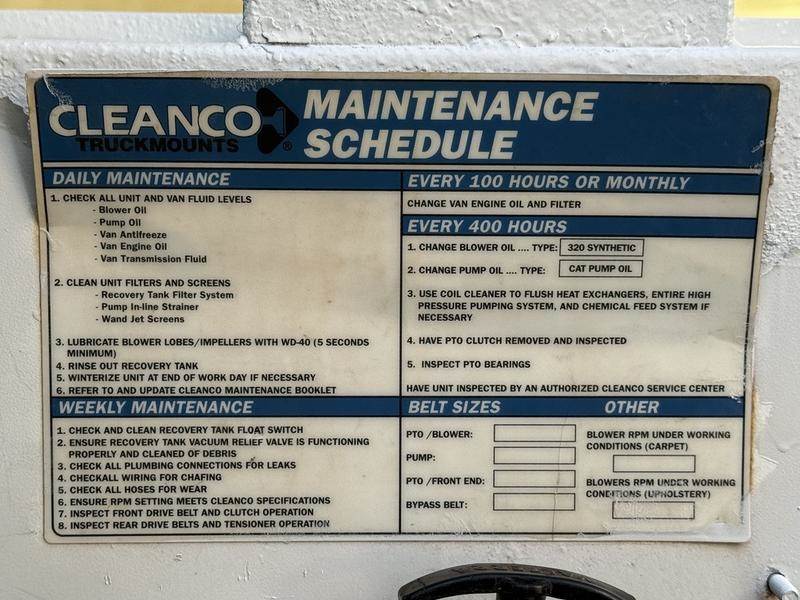 CLEANCO
TRUCKMOUNTS
®
MAINTENANCE
SCHEDULE
DAILY MAINTENANCE
1. CHECK ALL UNIT AND VAN FLUID LEVELS
- Blower Oil
- Pump Oil
- Van Antifreeze
- Van Engine Oil
- Van Transmission Fluid
2. CLEAN UNIT FILTERS AND SCREENS
- Recovery Tank Filter System
- Pump In-line Strainer
- Wand Jet Screens
3. LUBRICATE BLOWER LOBES/IMPELLERS WITH WD-40 (5 SECONDS
MINIMUM)
4. RINSE OUT RECOVERY TANK
5. WINTERIZE UNIT AT END OF WORK DAY IF NECESSARY
6. REFER TO AND UPDATE CLEANCO MAINTENANCE BOOKLET
WEEKLY MAINTENANCE
1. CHECK AND CLEAN RECOVERY TANK FLOAT SWITCH
2. ENSURE RECOVERY TANK VACUUM RELIEF VALVE IS FUNCTIONING
PROPERLY AND CLEANED OF DEBRIS
3. CHECK ALL PLUMBING CONNECTIONS FOR LEAKS
4. CHECKALL WIRING FOR CHAFING
5. CHECK ALL HOSES FOR WEAR
6. ENSURE RPM SETTING MEETS CLEANCO SPECIFICATIONS
7. INSPECT FRONT DRIVE BELT AND CLUTCH OPERATION
8. INSPECT REAR DRIVE BELTS AND TENSIONER OPERATION
EVERY 100 HOURS OR MONTHLY
CHANGE VAN ENGINE OIL AND FILTER
EVERY 400 HOURS
1. CHANGE BLOWER OIL .... TYPE: 320 SYNTHETIC
2. CHANGE PUMP OIL .... TYPE: CAT PUMP OIL
3. USE COIL CLEANER TO FLUSH HEAT EXCHANGERS, ENTIRE HIGH
PRESSURE PUMPING SYSTEM, AND CHEMICAL FEED SYSTEM IF
NECESSARY
4. HAVE PTO CLUTCH REMOVED AND INSPECTED
5. INSPECT PTO BEARINGS
HAVE UNIT INSPECTED BY AN AUTHORIZED CLEANCO SERVICE CENTER
BELT SIZES
PTO /BLOWER:
PUMP:
PTO /FRONT END:
BYPASS BELT:
OTHER
BLOWER RPM UNDER WORKING
CONDITIONS (CARPET)
BLOWERS RPM UNDER WORKING
CONDITIONS (UPHOLSTERY)